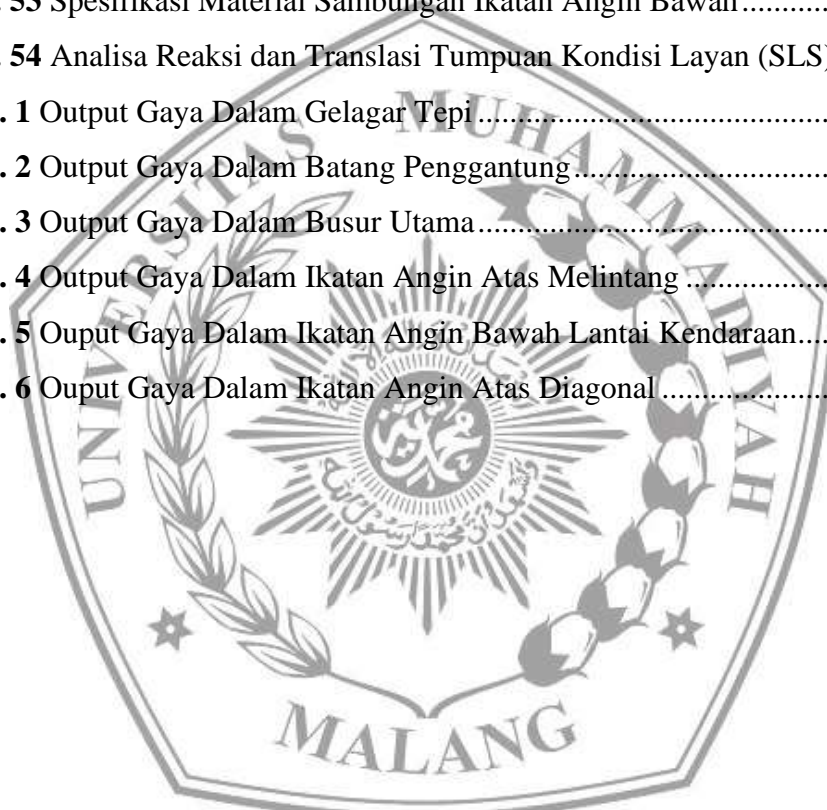 . 53 Spesifikasi Material Sambungan Ikatan Angin Bawah...........
. 54 Analisa Reaksi dan Translasi Tumpuan Kondisi Layan (SLS)
. 1 Output Gaya Dalam Gelagar Tepi.............................................
. 2 Output Gaya Dalam Batang Penggantung................................
. 3 Output Gaya Dalam Busur Utama............................................
. 4 Output Gaya Dalam Ikatan Angin Atas Melintang ..................
. 5 Ouput Gaya Dalam Ikatan Angin Bawah Lantai Kendaraan....
. 6 Ouput Gaya Dalam Ikatan Angin Atas Diagonal .....................
UNIVERSITAS MUHAMMADIYAH
MALANG